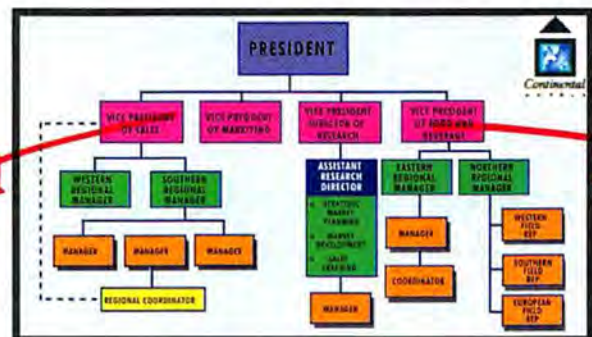 PRESIDENT
Continental
VICE PRESIDENT
OF SALES
VICE PRESIDENT
OF MARKETING
VICE PRESIDENT
DIRECTOR OF
RESEARCH
VICE PRESIDENT
OF FOOD AND
BEVERAGE
WESTERN
REGIONAL
MANAGER
SOUTHERN
REGIONAL
MANAGER
ASSISTANT
RESEARCH
DIRECTOR
STRATEGIC
MARKET
PLANNING
MARKET
DEVELOPMENT
SALES
EASTERN
REGIONAL
MANAGER
NORTHERN
REGIONAL
MANAGER
MANAGER
MANAGER
MANAGER
REGIONAL COORDINATOR
MANAGER
MANAGER
COORDINATOR
WESTERN
FIELD
REP
SOUTHERN
FIELD
REP
EUROPEAN
FIELD
REP